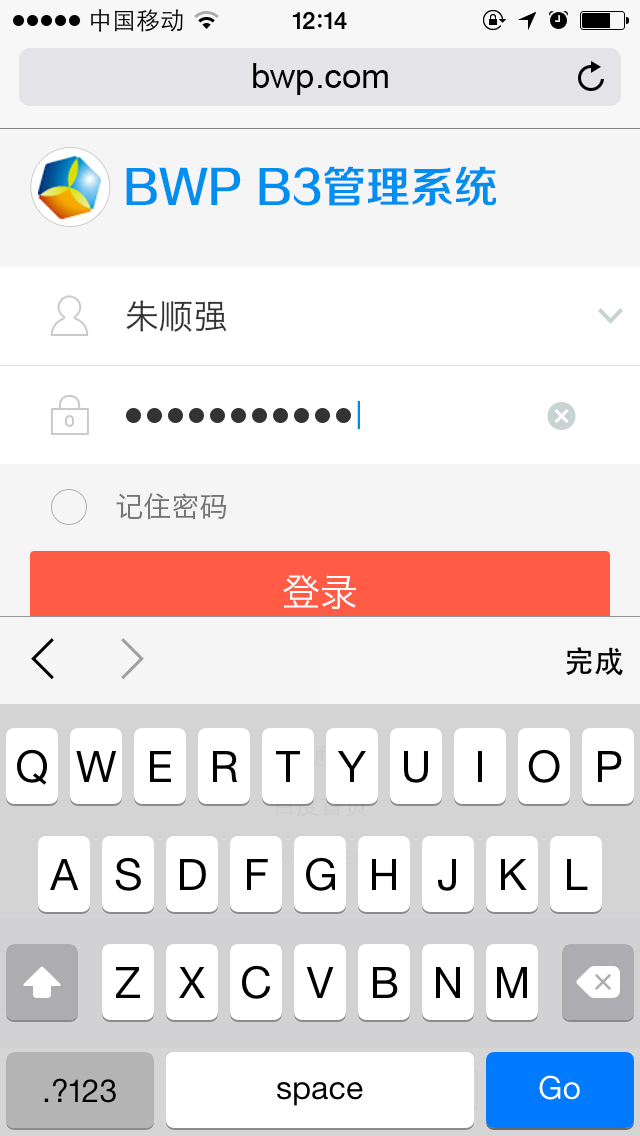 中国移动 12:14
bwp.com
BWP B3管理系统
朱顺强
记住密码
登录
完成
Q W E R T Y U I O P
A S D F G H J K L
Z X C V B N M
.?123 space Go